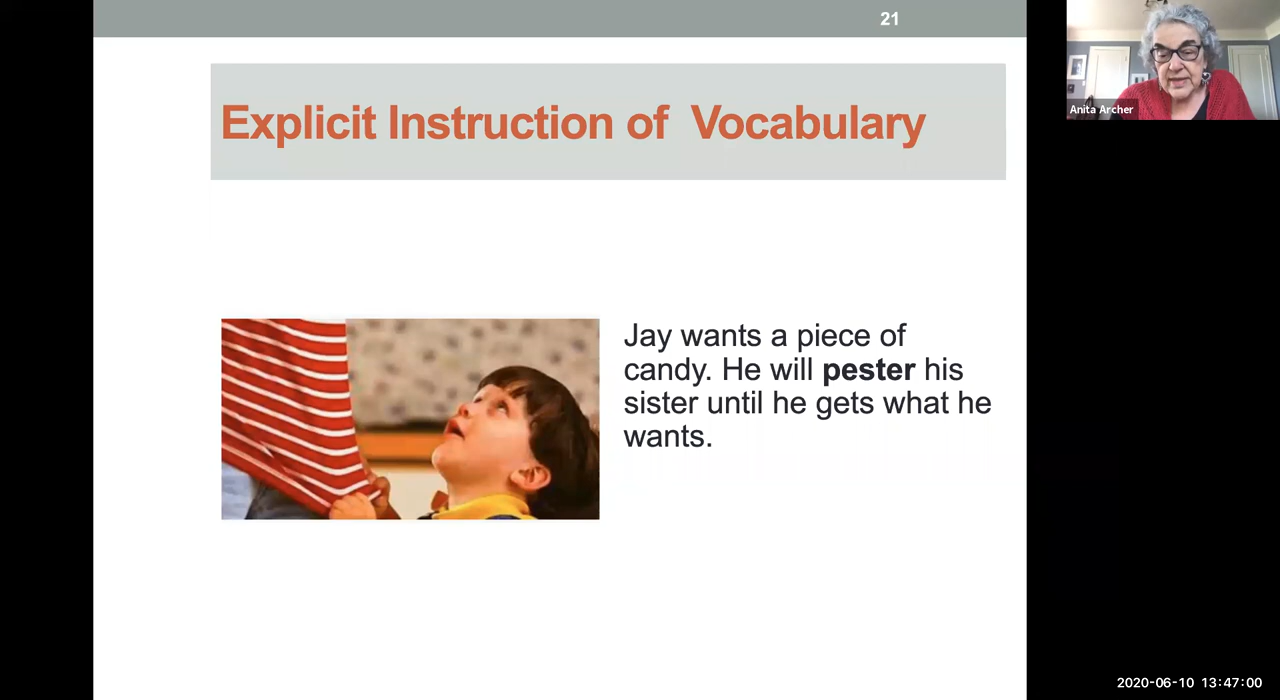 21
Explicit Instruction of Vocabulary
Anita Archer
Jay wants a piece of
candy. He will pester his
sister until he gets what he
wants.
2020-06-10 13:47:00